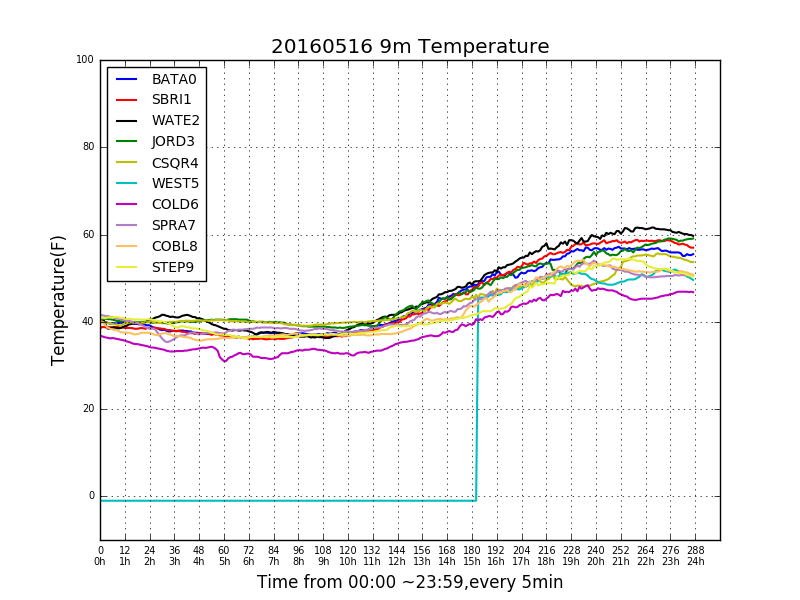 20160516 9m Temperature
100
80
60
40
20
0
Temperature(F)
BATA0
SBRI1
WATE2
JORD3
CSQR4
WEST5
COLD6
SPRA7
COBL8
STEP9
0 12 24 36 48 60 72 84 96 108 120 132 144 156 168 180 192 204 216 228 240 252 264 276 288
0h 1h 2h 3h 4h 5h 6h 7h 8h 9h 10h 11h 12h 13h 14h 15h 16h 17h 18h 19h 20h 21h 22h 23h 24h
Time from 00:00 ~23:59,every 5min